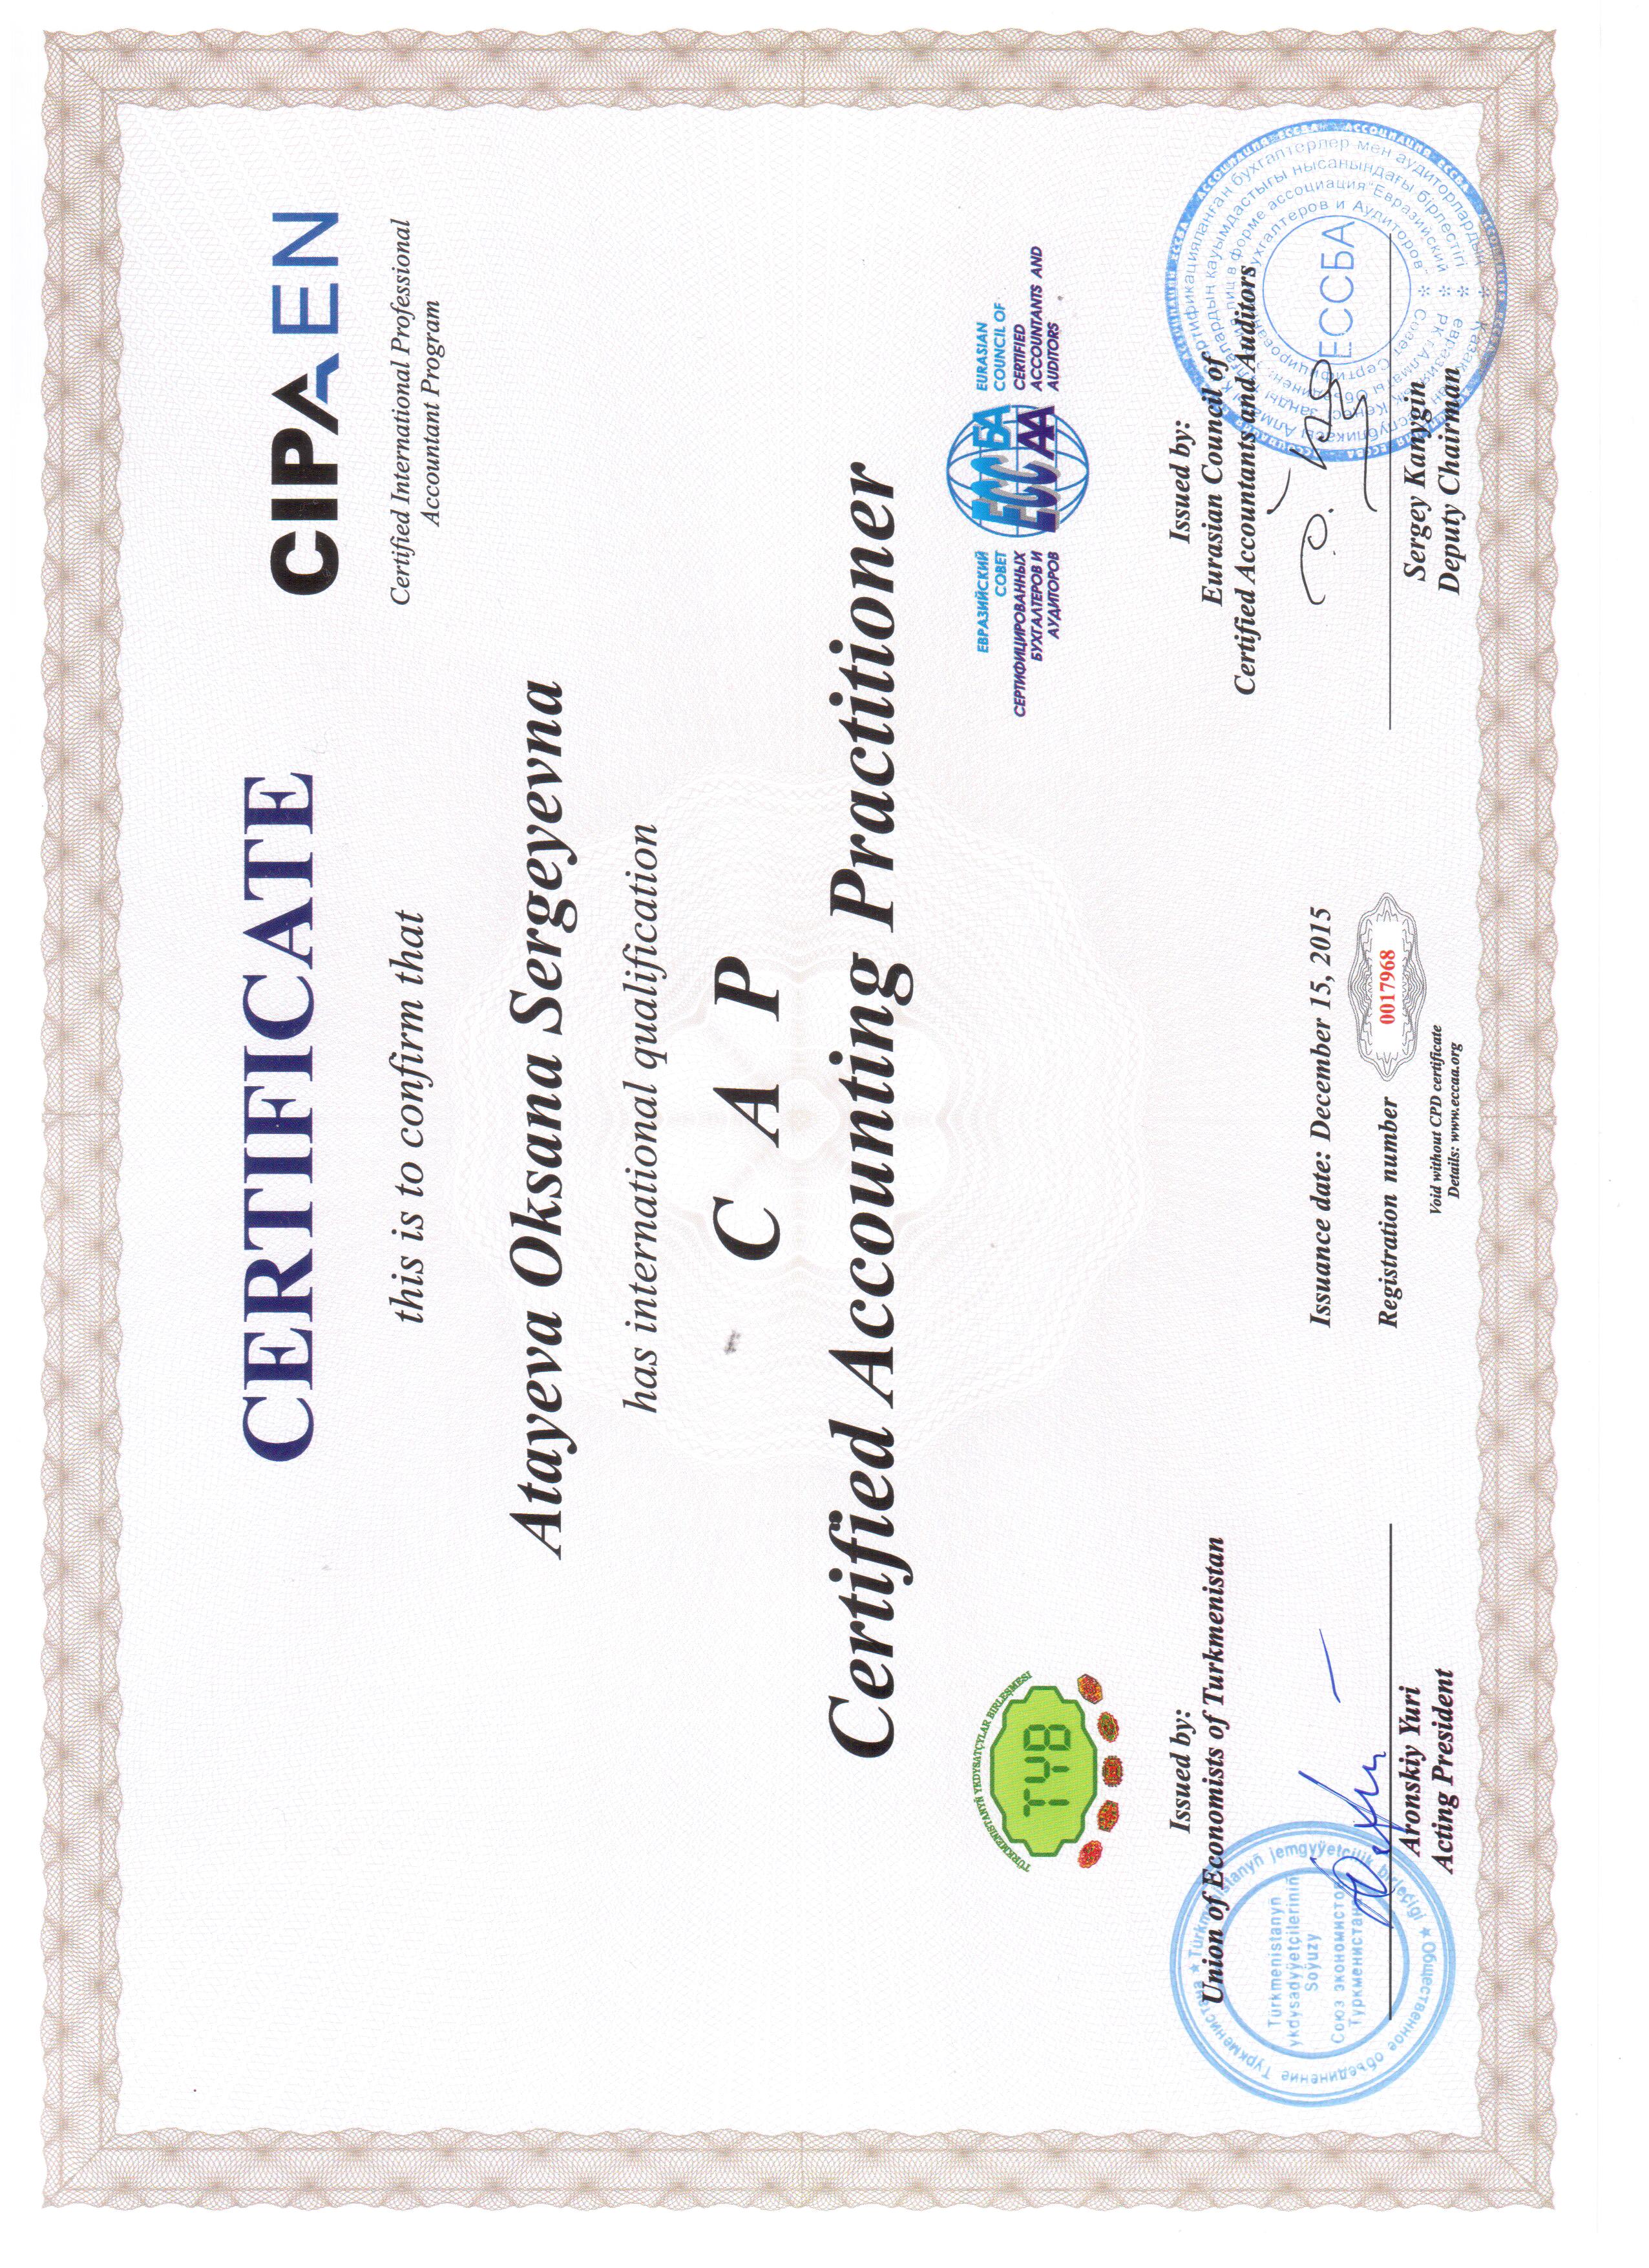 CERTIFICATE
CIPA EN
Certified International Professional
Accountant Program
this is to confirm that
Atayeva Oksana Sergeyevna
has international qualification
C A P
Certified Accounting Practitioner
TÜRKMENISTANYŇ YKDYSATÇYLAR BIRLEŞMESI
TYB
ЕВРАЗИЙСКИЙ
СОВЕТ
СЕРТИФИЦИРОВАННЫХ
БУХГАЛТЕРОВ И
АУДИТОРОВ
ECC БА АА
EURASIAN
COUNCIL OF
CERTIFIED
ACCOUNTANTS AND
AUDITORS
Issued by:
Union of Economists of Turkmenistan
Türkmenistanyň jemgyýetçilik birleşigi
Общественное объединение Туркменистана
Türkmenistanyň
ykdysadyýetçileriniň
Soýuzy
Союз экономистов
Туркменистана
Aronskiy Yuri
Acting President
Issuance date: December 15, 2015
Registration number 0017968
Void without CPD certificate
Details: www.eccaa.org
Issued by:
Eurasian Council of
Certified Accountants and Auditors
ЕССБА
Sergey Kanygin
Deputy Chairman